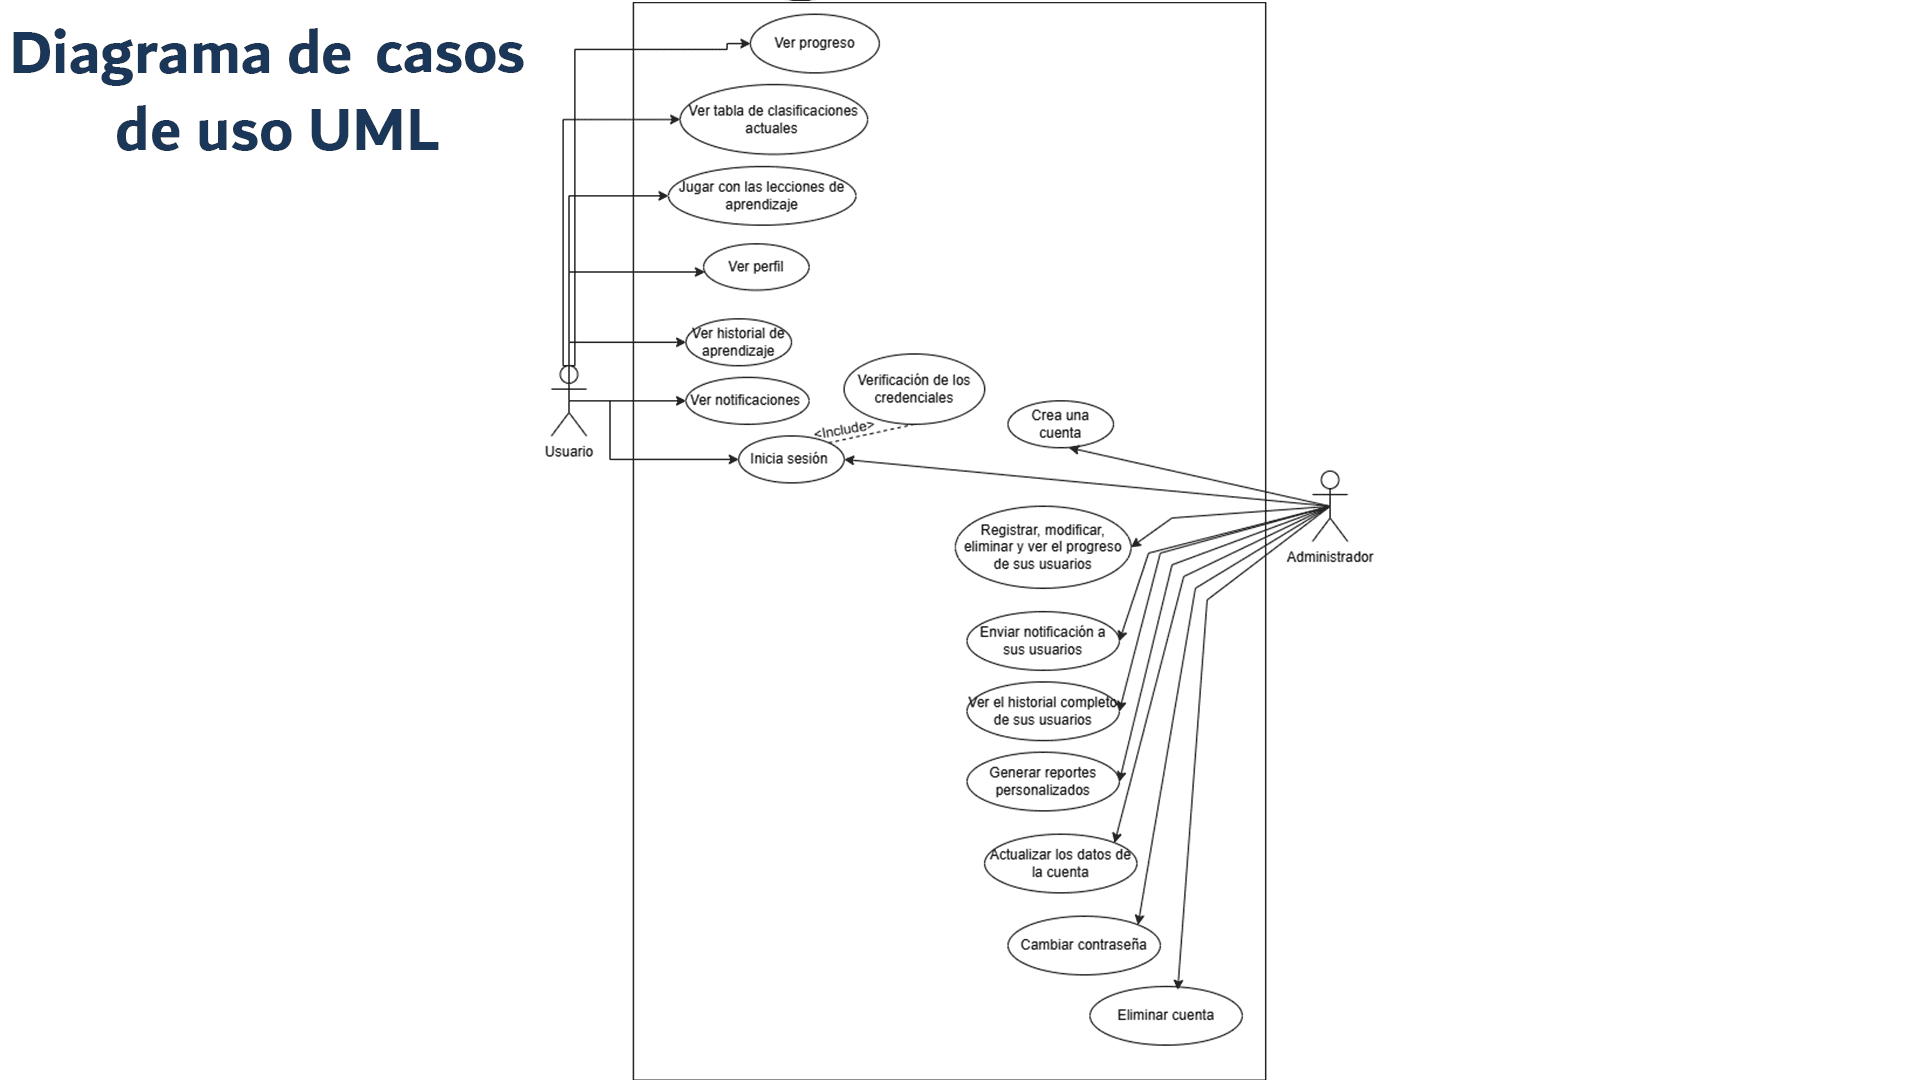 Diagrama de casos
de uso UML
Ver progreso
Ver tabla de clasificaciones
actuales
Jugar con las lecciones de
aprendizaje
Ver perfil
Ver historial de
aprendizaje
Ver notificaciones
Usuario
Verificación de los
credenciales
<Include>
Inicia sesión
Crea una
cuenta
Administrador
Registrar, modificar,
eliminar y ver el progreso
de sus usuarios
Enviar notificación a
sus usuarios
Ver el historial completo
de sus usuarios
Generar reportes
personalizados
Actualizar los datos de
la cuenta
Cambiar contraseña
Eliminar cuenta